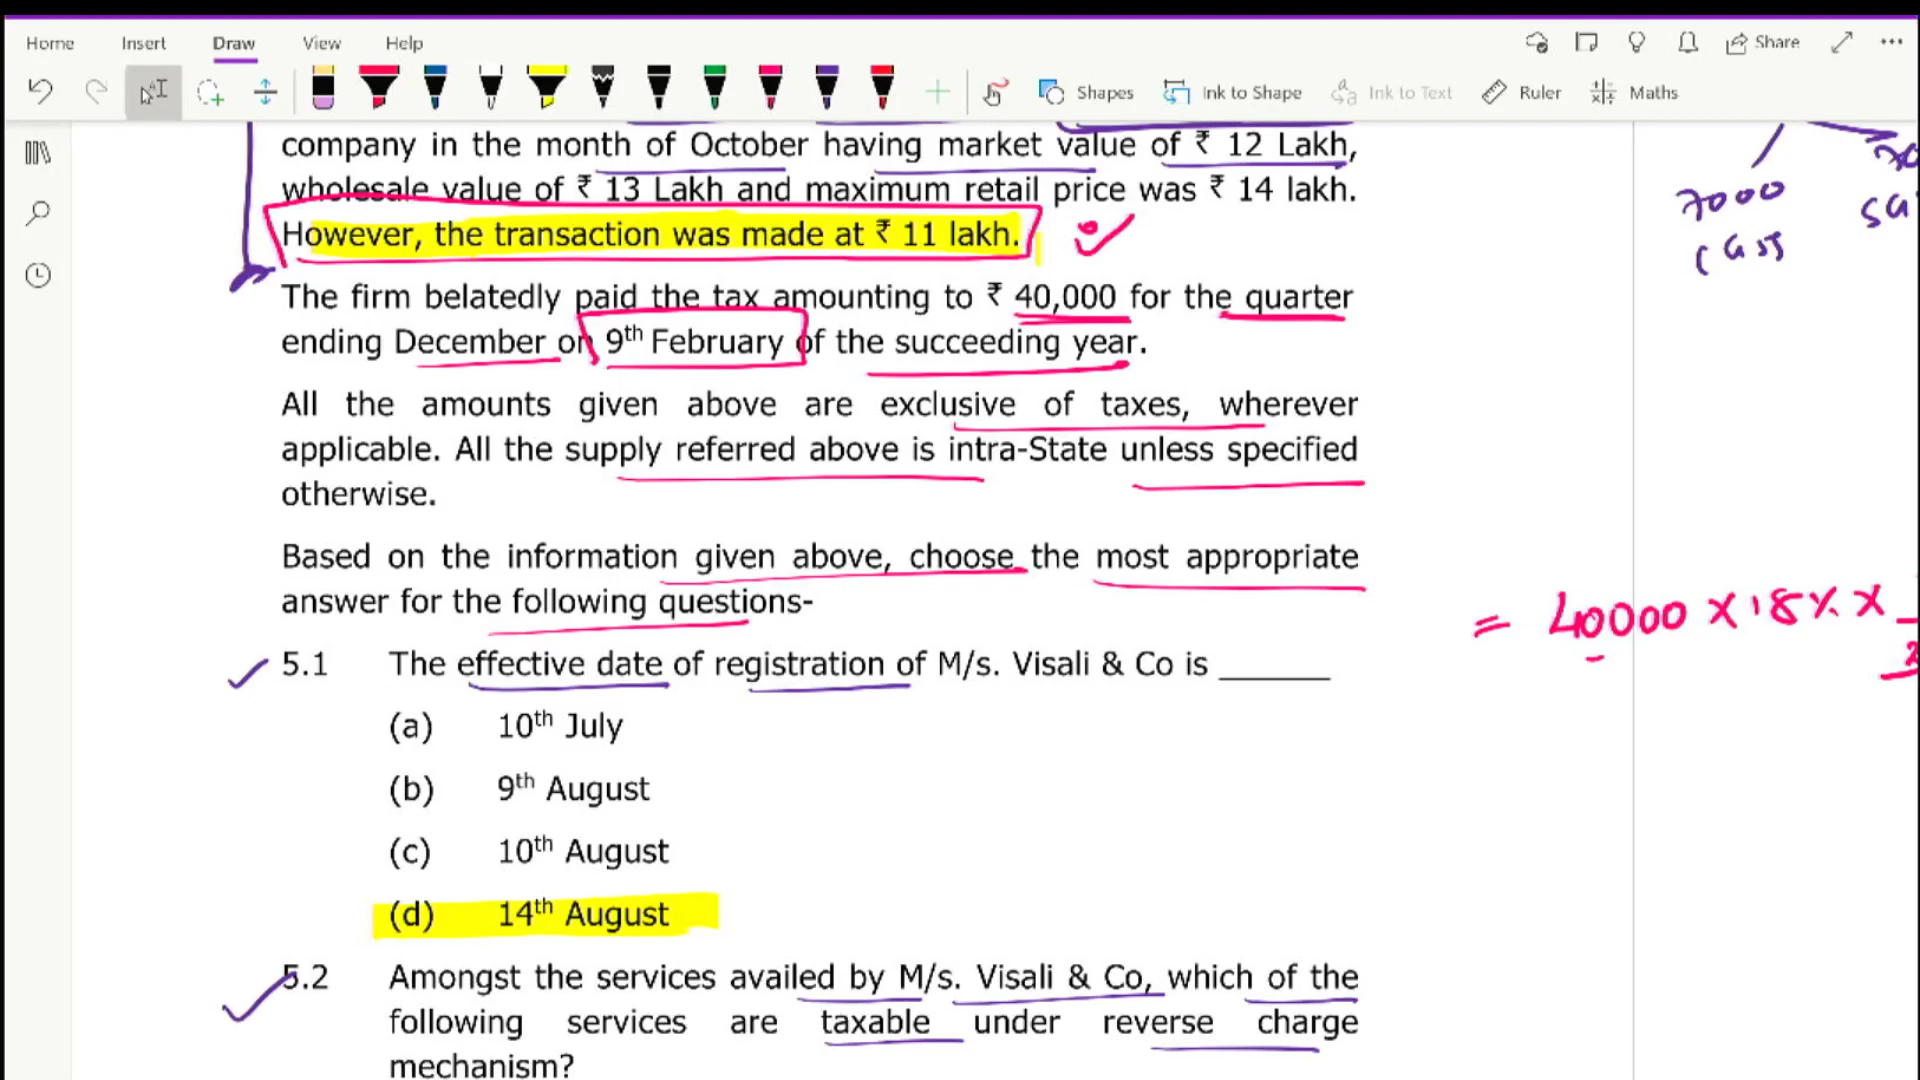 Home Insert Draw View Help Share
Shapes Ink to Shape Ink to Text Ruler Maths
company in the month of October having market value of ₹ 12 Lakh,
wholesale value of ₹ 13 Lakh and maximum retail price was ₹ 14 lakh.
However, the transaction was made at ₹ 11 lakh.
7000
The firm belatedly paid the tax amounting to ₹ 40,000 for the quarter
ending December on 9th February of the succeeding year.
All the amounts given above are exclusive of taxes, wherever
applicable. All the supply referred above is intra-State unless specified
otherwise.
Based on the information given above, choose the most appropriate
answer for the following questions-
= 40000 x 18% x
5.1 The effective date of registration of M/s. Visali & Co is ______
(a) 10th July
(b) 9th August
(c) 10th August
(d) 14th August
5.2 Amongst the services availed by M/s. Visali & Co, which of the
following services are taxable under reverse charge
mechanism?